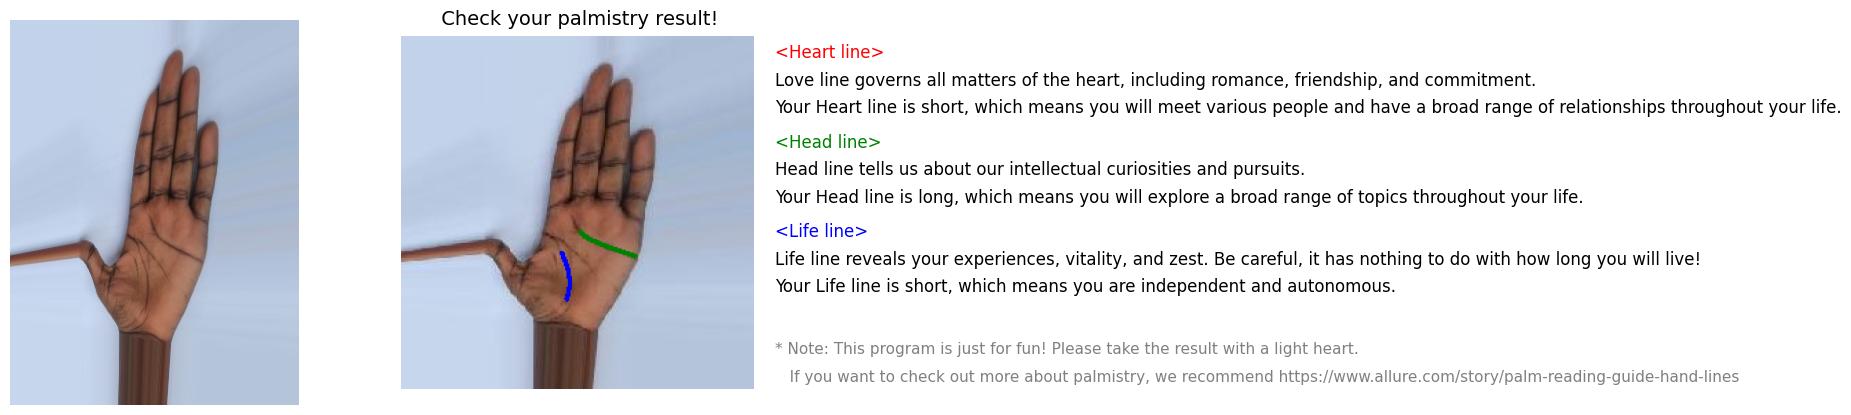 Check your palmistry result!
<Heart line>
Love line governs all matters of the heart, including romance, friendship, and commitment.
Your Heart line is short, which means you will meet various people and have a broad range of relationships throughout your life.
<Head line>
Head line tells us about our intellectual curiosities and pursuits.
Your Head line is long, which means you will explore a broad range of topics throughout your life.
<Life line>
Life line reveals your experiences, vitality, and zest. Be careful, it has nothing to do with how long you will live!
Your Life line is short, which means you are independent and autonomous.
* Note: This program is just for fun! Please take the result with a light heart.
If you want to check out more about palmistry, we recommend https://www.allure.com/story/palm-reading-guide-hand-lines